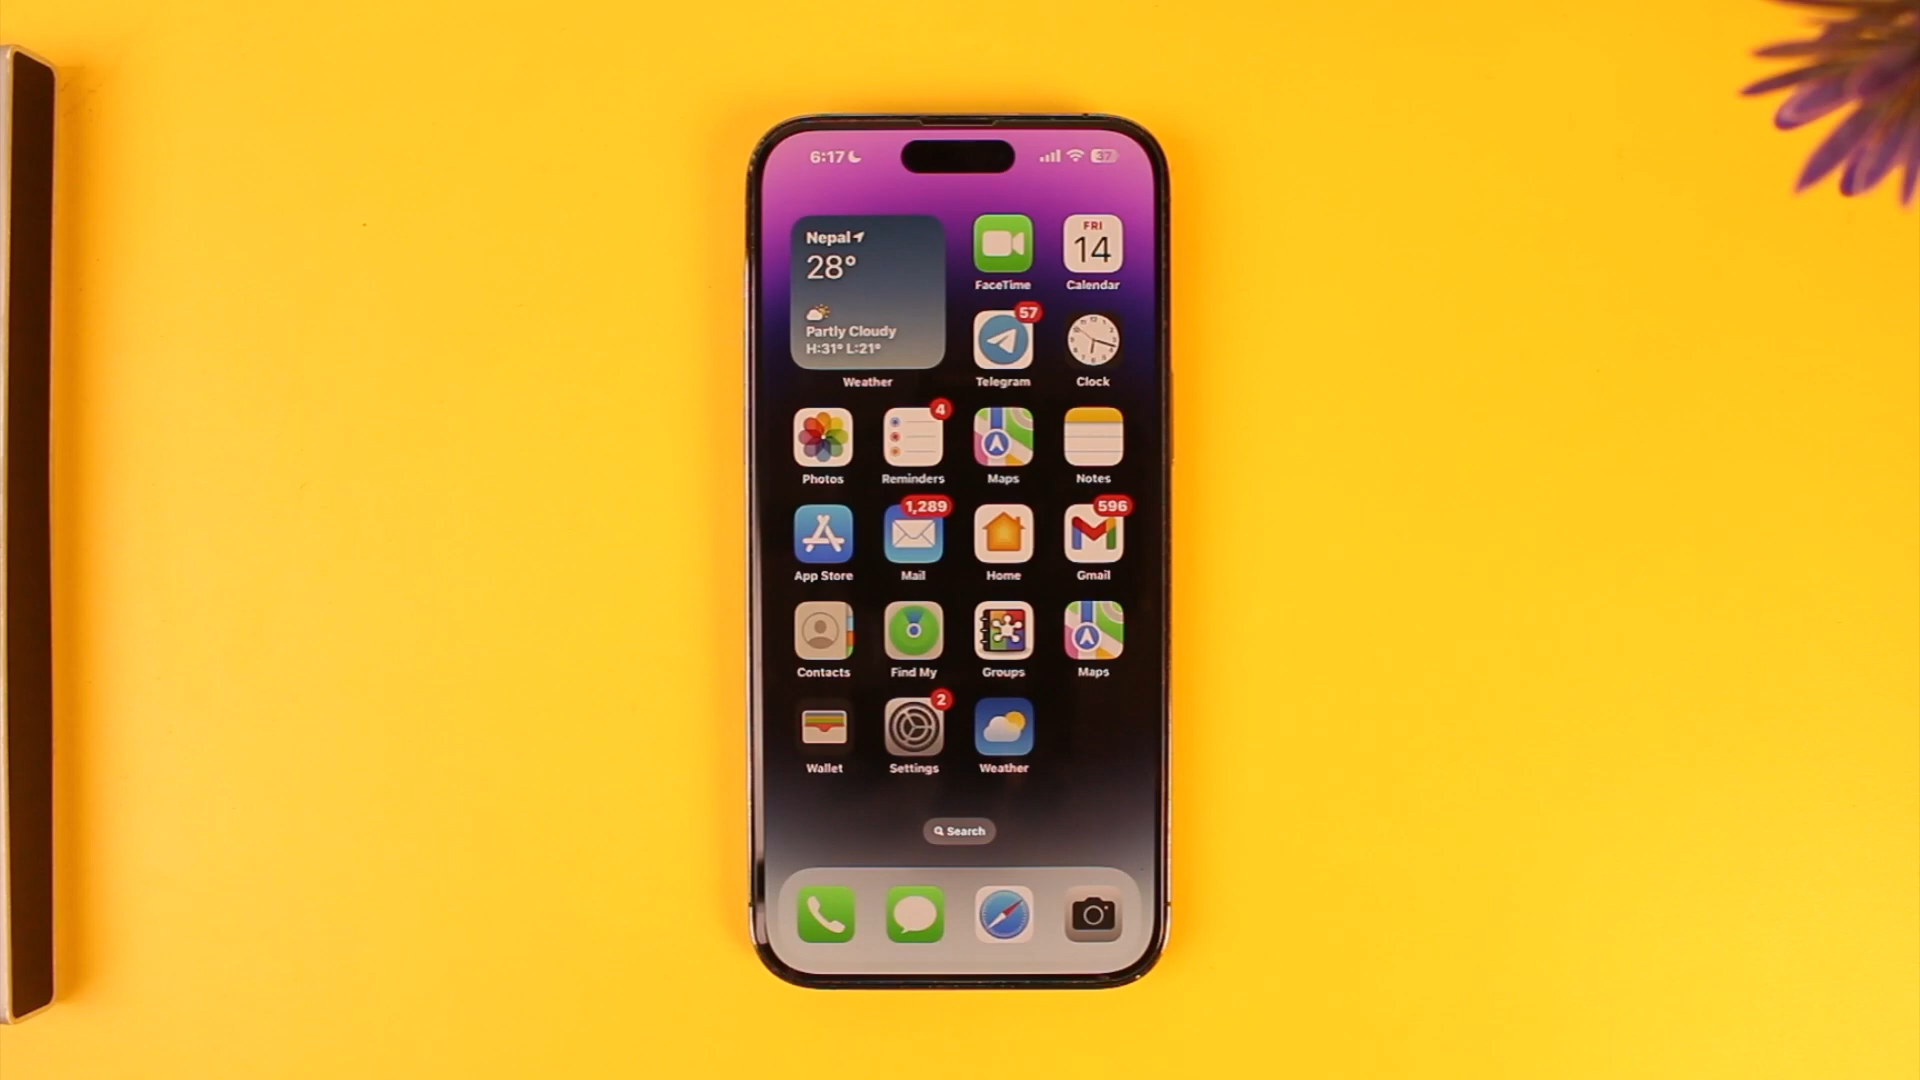 6:17
37
Nepal
28°
Partly Cloudy
H:31° L:21°
Weather
FaceTime
FRI
14
Calendar
57
Telegram
Clock
Photos
4
Reminders
Maps
Notes
App Store
1,289
Mail
Home
596
Gmail
Contacts
Find My
Groups
Maps
Wallet
2
Settings
Weather
Search